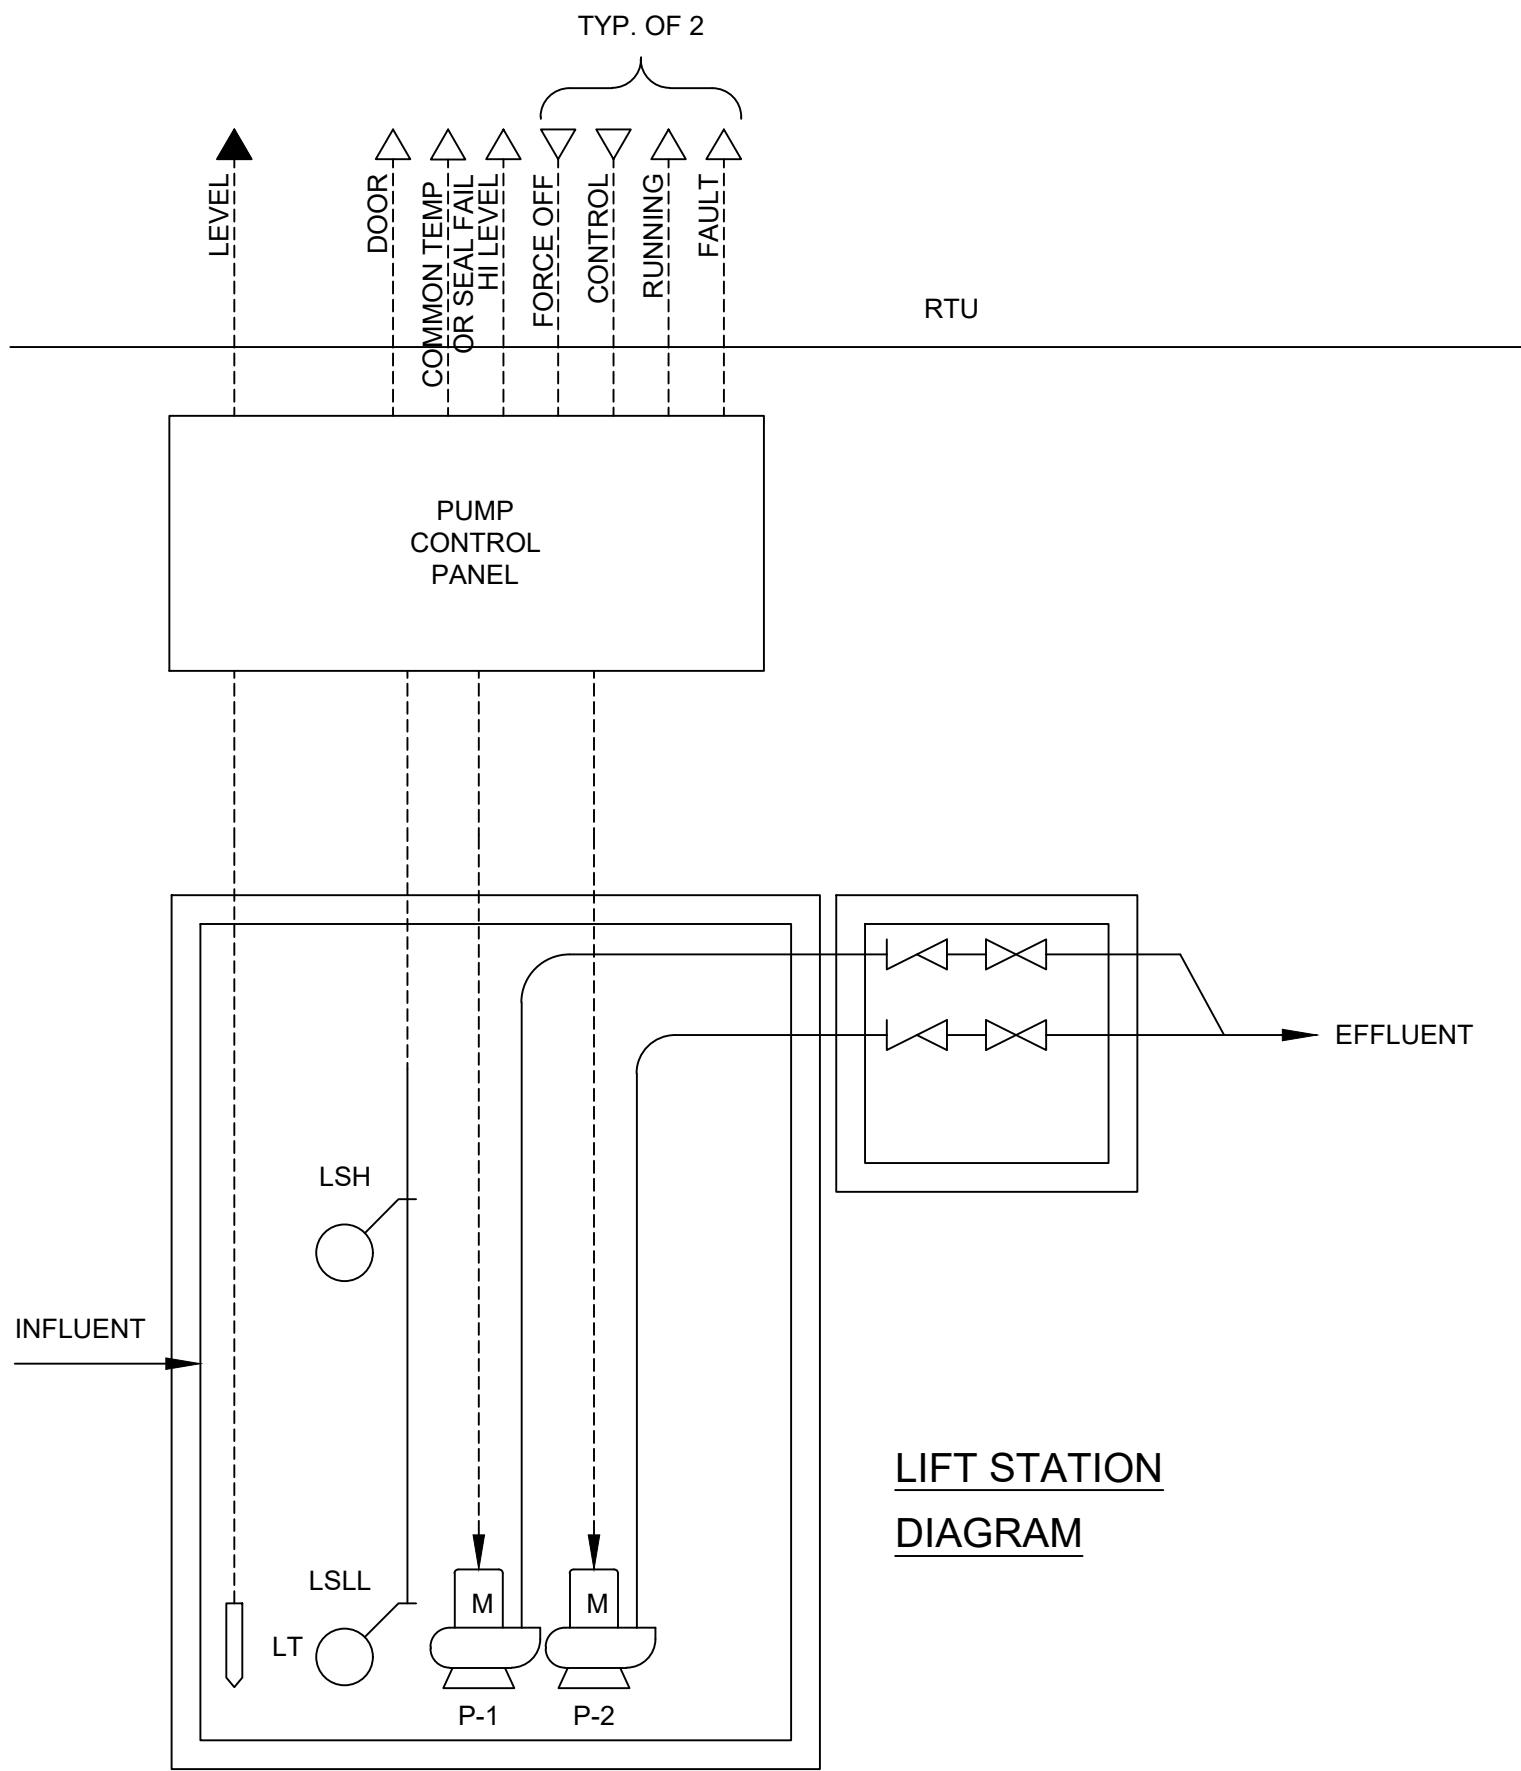 TYP. OF 2
LEVEL
DOOR
COMMON TEMP
OR SEAL FAIL
HI LEVEL
FORCE OFF
CONTROL
RUNNING
FAULT
RTU
PUMP
CONTROL
PANEL
EFFLUENT
LSH
INFLUENT
LIFT STATION
DIAGRAM
LSLL
LT
M
M
P-1
P-2